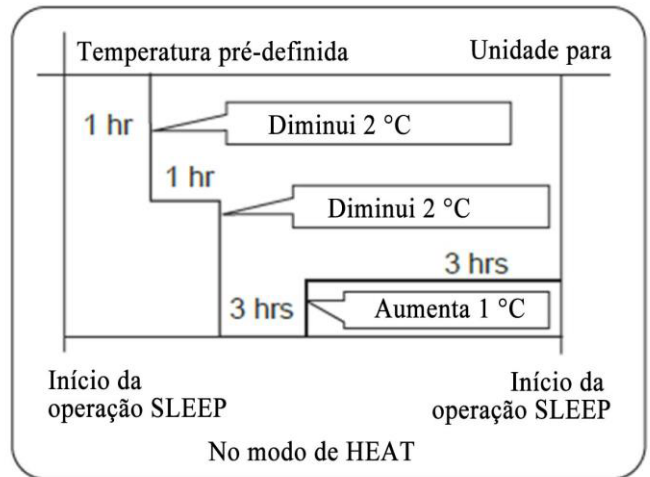 Temperatura pré-definida
Unidade para
1 hr
Diminui 2 °C
1 hr
Diminui 2 °C
3 hrs
3 hrs
Aumenta 1 °C
Início da
operação SLEEP
Início da
operação SLEEP
No modo de HEAT